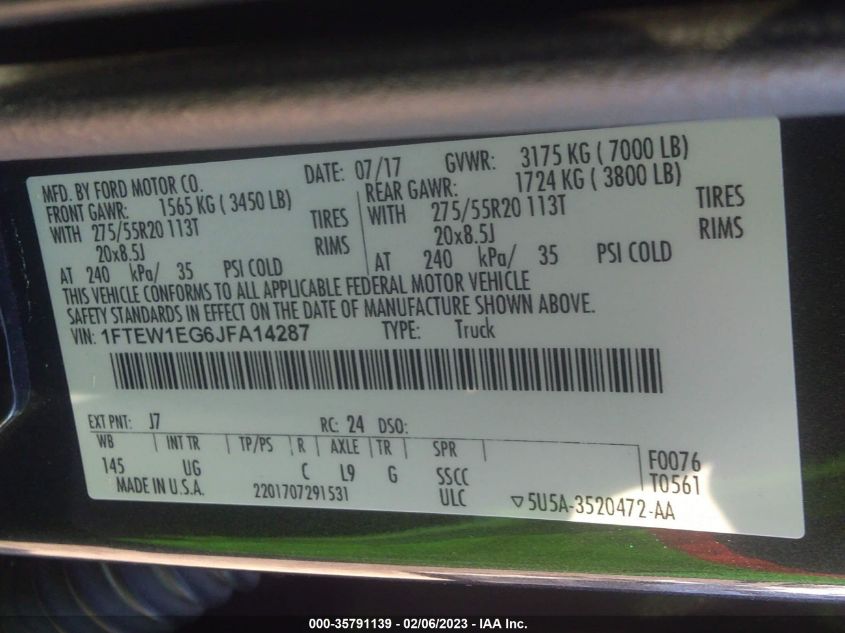 MFD. BY FORD MOTOR CO. DATE: 07/17 GVWR: 3175 KG ( 7000 LB)
FRONT GAWR: 1565 KG ( 3450 LB) REAR GAWR: 1724 KG ( 3800 LB)
WITH 275/55R20 113T TIRES WITH 275/55R20 113T TIRES
20x8.5J RIMS 20x8.5J RIMS
AT 240 kPa/ 35 PSI COLD AT 240 kPa/ 35 PSI COLD
THIS VEHICLE CONFORMS TO ALL APPLICABLE FEDERAL MOTOR VEHICLE
SAFETY STANDARDS IN EFFECT ON THE DATE OF MANUFACTURE SHOWN ABOVE.
VIN: 1FTEW1EG6JFA14287 TYPE: Truck
EXT PNT: J7 RC: 24 DSO:
WB INT TR TP/PS R AXLE TR SPR F0076
145 UG C L9 G SSCC T0561
MADE IN U.S.A. 2201707291531 ULC ▽5U5A-3520472-AA
000-35791139 - 02/06/2023 - IAA Inc.